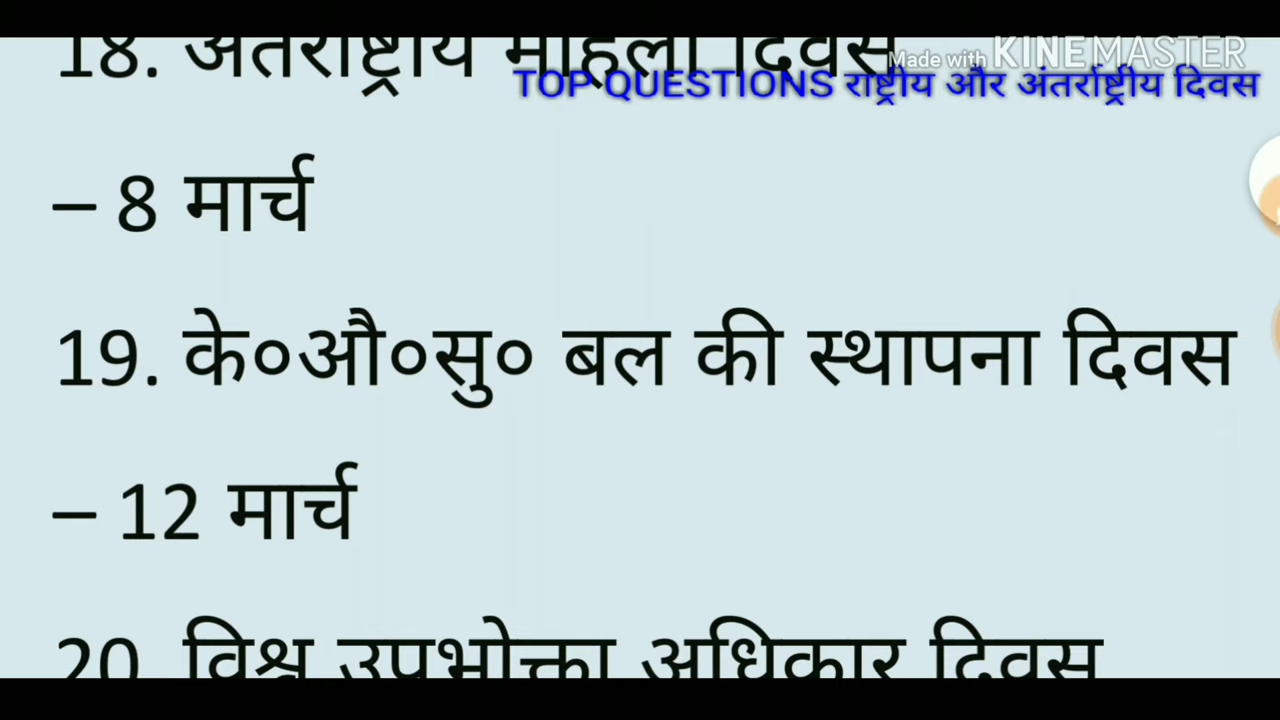 18. अंतर्राष्ट्रीय महिला दिवस
Made with KINEMASTER
TOP QUESTIONS राष्ट्रीय और अंतर्राष्ट्रीय दिवस
– 8 मार्च
19. के०औ०सु० बल की स्थापना दिवस
– 12 मार्च
20. विश्व उपभोक्ता अधिकार दिवस